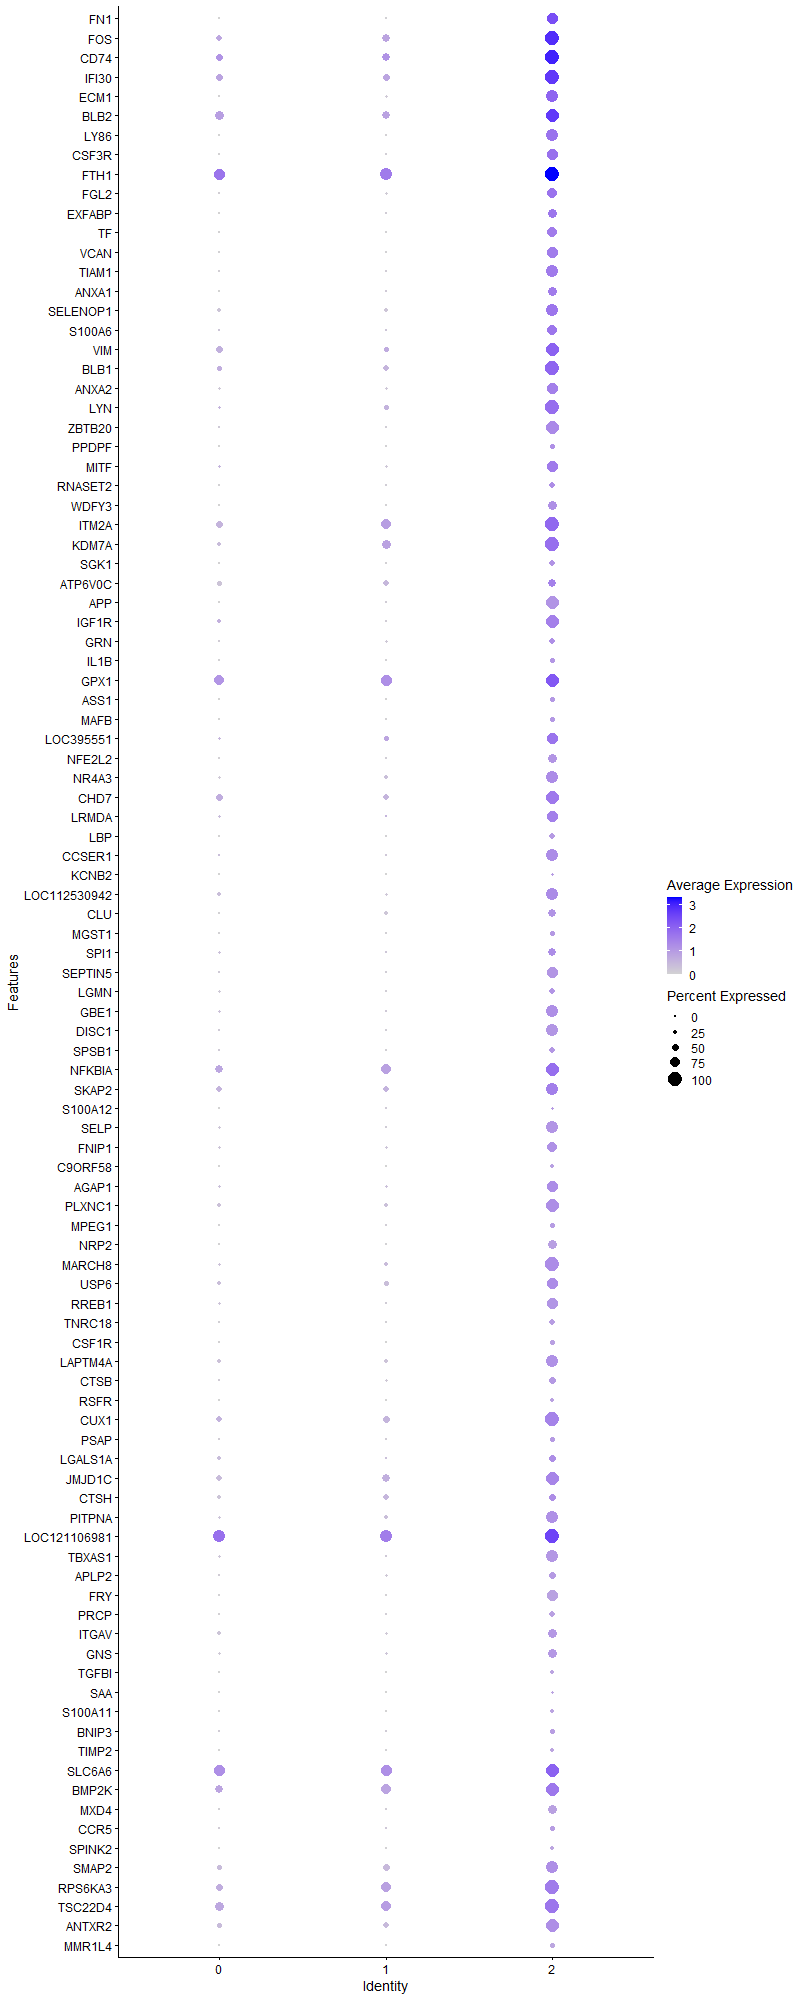 FN1
FOS
CD74
IFI30
ECM1
BLB2
LY86
CSF3R
FTH1
FGL2
EXFABP
TF
VCAN
TIAM1
ANXA1
SELENOP1
S100A6
VIM
BLB1
ANXA2
LYN
ZBTB20
PPDPF
MITF
RNASET2
WDFY3
ITM2A
KDM7A
SGK1
ATP6V0C
APP
IGF1R
GRN
IL1B
GPX1
ASS1
MAFB
LOC395551
NFE2L2
NR4A3
CHD7
LRMDA
LBP
CCSER1
KCNB2
LOC112530942
CLU
MGST1
SPI1
SEPTIN5
LGMN
GBE1
DISC1
SPSB1
NFKBIA
SKAP2
S100A12
SELP
FNIP1
C9ORF58
AGAP1
PLXNC1
MPEG1
NRP2
MARCH8
USP6
RREB1
TNRC18
CSF1R
LAPTM4A
CTSB
RSFR
CUX1
PSAP
LGALS1A
JMJD1C
CTSH
PITPNA
LOC121106981
TBXAS1
APLP2
FRY
PRCP
ITGAV
GNS
TGFBI
SAA
S100A11
BNIP3
TIMP2
SLC6A6
BMP2K
MXD4
CCR5
SPINK2
SMAP2
RPS6KA3
TSC22D4
ANTXR2
MMR1L4
Features
0 1 2
Identity
Average Expression
3
2
1
0
Percent Expressed
0
25
50
75
100